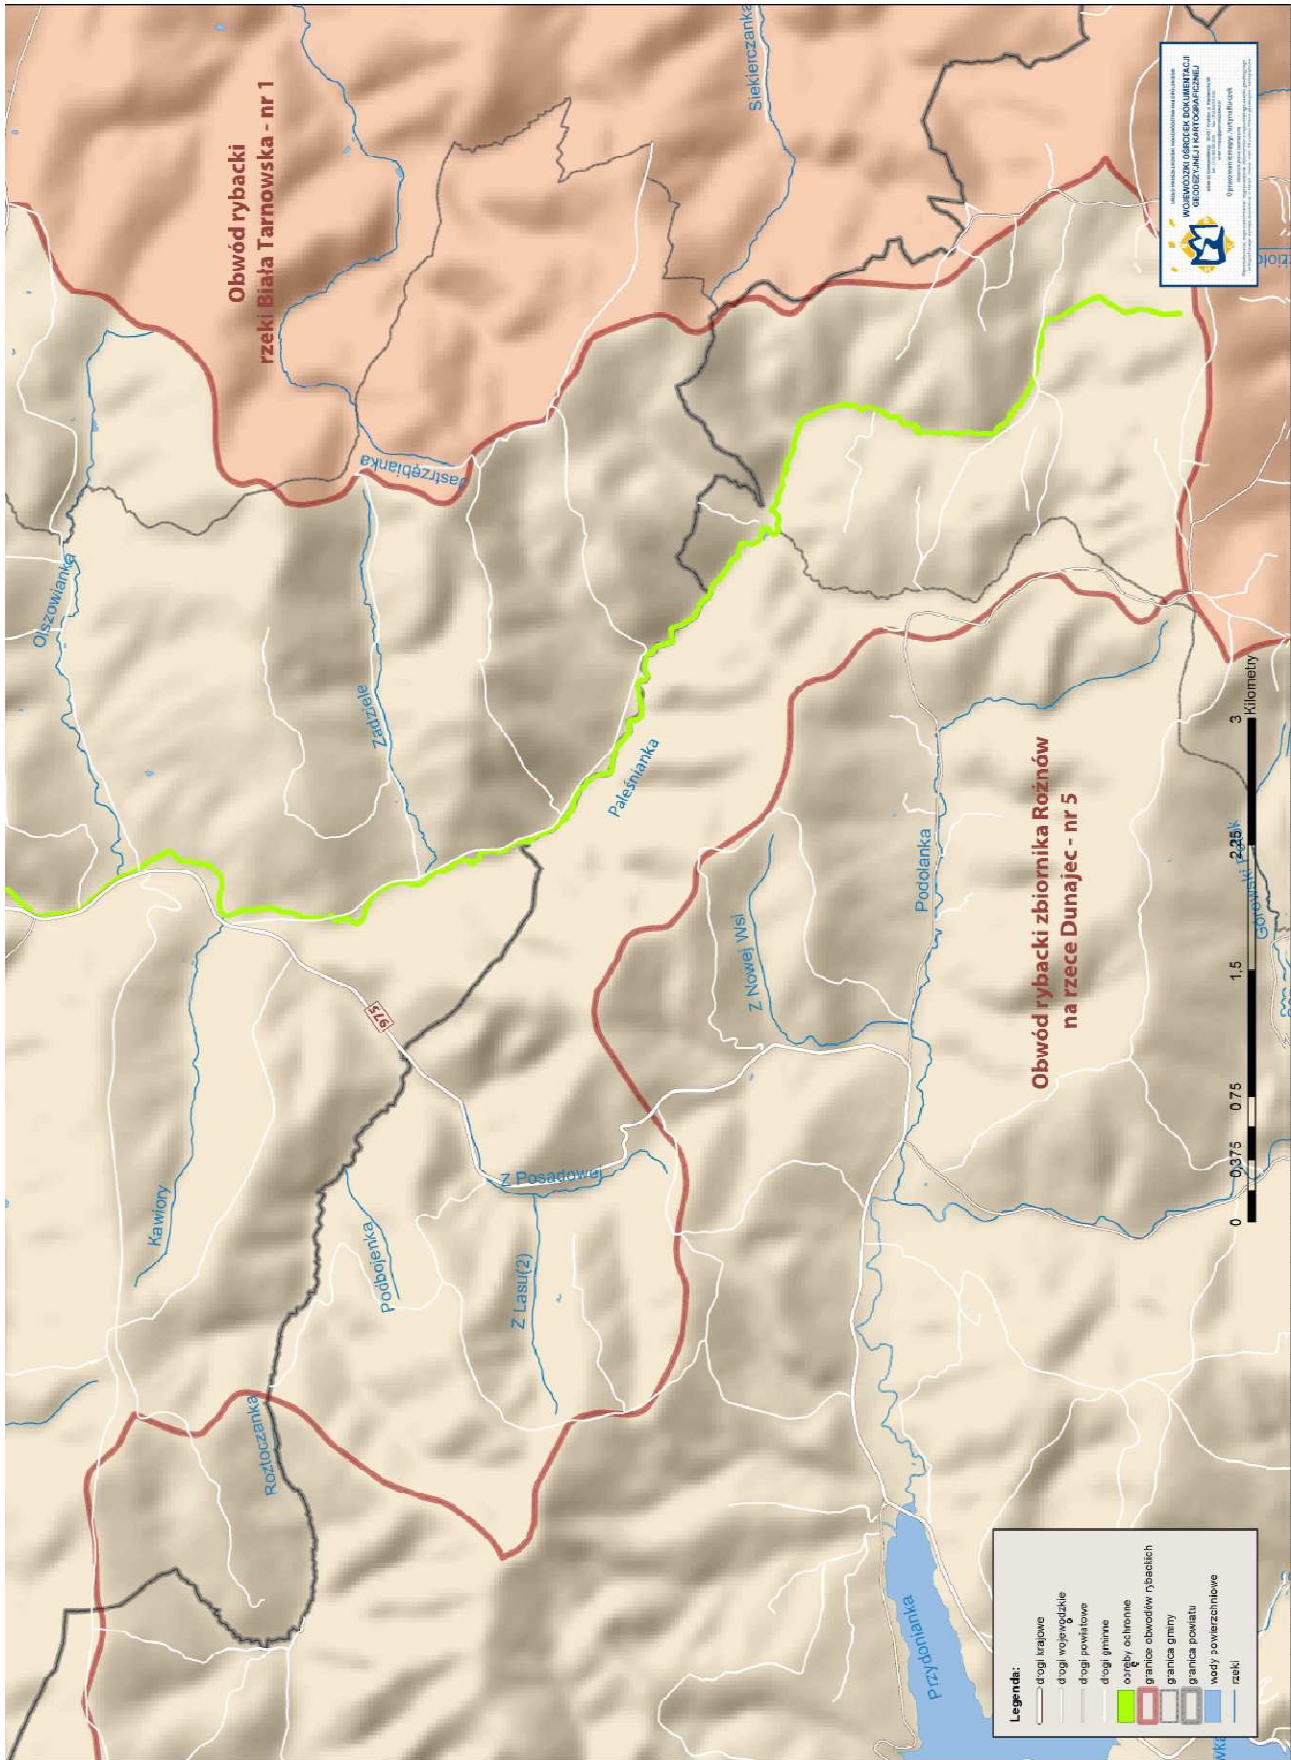 Obwód rybacki
rzeki Biała Tarnowska - nr 1
Siekierczanka
WOJEWÓDZKI OŚRODEK DOKUMENTACJI
GEODEZYJNEJ I KARTOGRAFICZNEJ
Jastrzębianka
Olszowianka
Zadziele
Paleśnianka
Podolanka
Z Nowej Wsi
Obwód rybacki zbiornika Rożnów
na rzece Dunajec - nr 5
975
Kawiory
Z Posadowej
Podbojenka
Z Lasu(2)
Roztoczanka
Przydonianka
Górowski
0 0,375 0,75 1,5 2,25 3
Kilometry
Legenda:
drogi krajowe
drogi wojewódzkie
drogi powiatowe
drogi gminne
obręby ochronne
granice obwodów rybackich
granica gminy
granica powiatu
wody powierzchniowe
rzeki